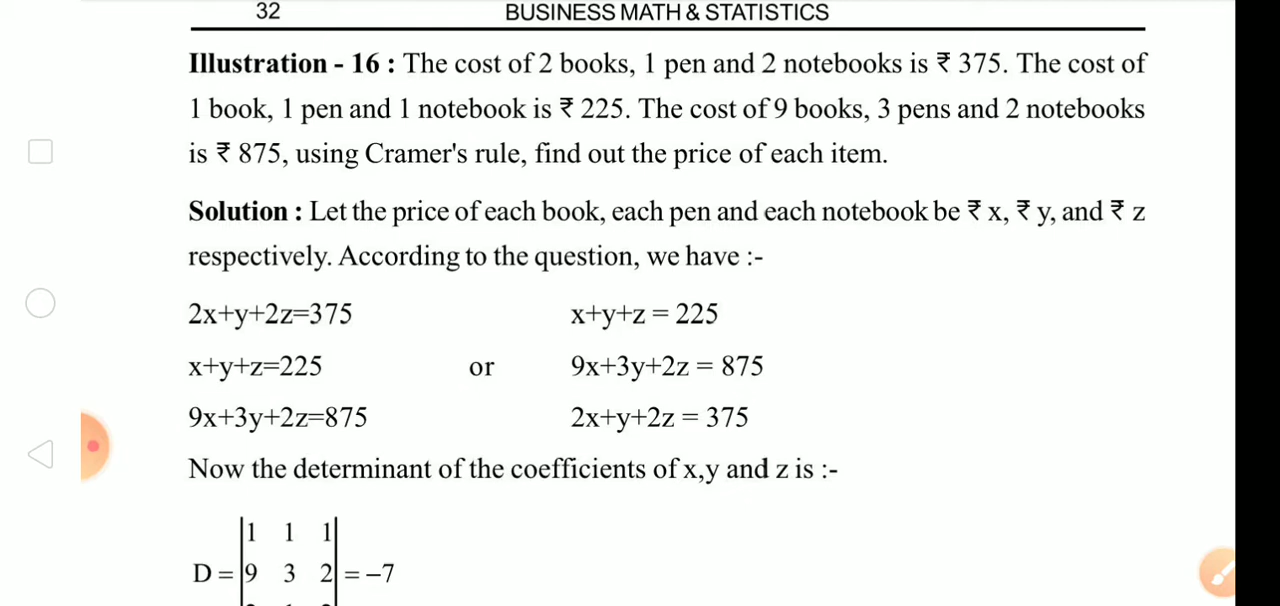 32 BUSINESS MATH & STATISTICS
Illustration - 16 : The cost of 2 books, 1 pen and 2 notebooks is ₹ 375. The cost of
1 book, 1 pen and 1 notebook is ₹ 225. The cost of 9 books, 3 pens and 2 notebooks
is ₹ 875, using Cramer's rule, find out the price of each item.
Solution : Let the price of each book, each pen and each notebook be ₹ x, ₹ y, and ₹ z
respectively. According to the question, we have :-
2x+y+2z=375 x+y+z = 225
x+y+z=225 or 9x+3y+2z = 875
9x+3y+2z=875 2x+y+2z = 375
Now the determinant of the coefficients of x,y and z is :-
|1 1 1|
D = |9 3 2| = –7